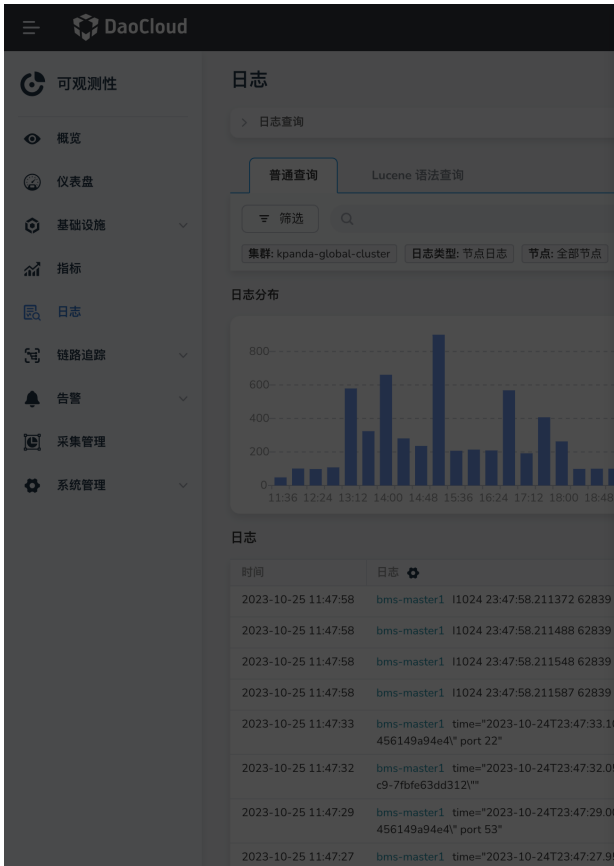 DaoCloud
可观测性
概览
仪表盘
基础设施
指标
日志
链路追踪
告警
采集管理
系统管理
日志
日志查询
普通查询 Lucene 语法查询
筛选
集群: kpanda-global-cluster 日志类型: 节点日志 节点: 全部节点
日志分布
800
600
400
200
0
11:36 12:24 13:12 14:00 14:48 15:36 16:24 17:12 18:00 18:48
日志
时间 日志
2023-10-25 11:47:58 bms-master1 I1024 23:47:58.211372 62839
2023-10-25 11:47:58 bms-master1 I1024 23:47:58.211488 62839
2023-10-25 11:47:58 bms-master1 I1024 23:47:58.211548 62839
2023-10-25 11:47:58 bms-master1 I1024 23:47:58.211587 62839
2023-10-25 11:47:33 bms-master1 time="2023-10-24T23:47:33.10
456149a94e4\" port 22"
2023-10-25 11:47:32 bms-master1 time="2023-10-24T23:47:32.05
c9-7fbfe63dd312\""
2023-10-25 11:47:29 bms-master1 time="2023-10-24T23:47:29.00
456149a94e4\" port 53"
2023-10-25 11:47:27 bms-master1 time="2023-10-24T23:47:27.9